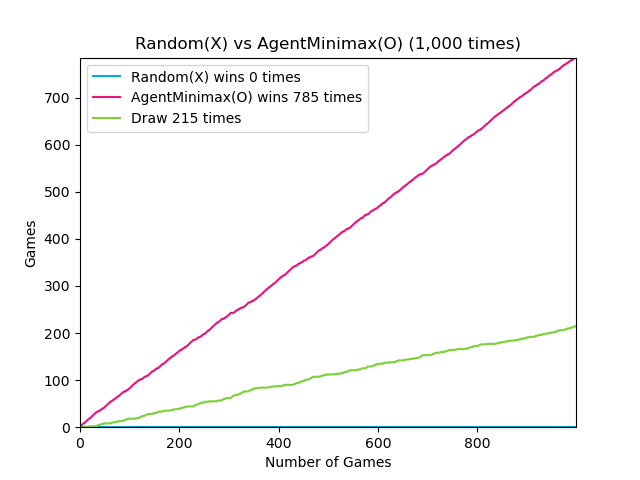 Random(X) vs AgentMinimax(O) (1,000 times)
Random(X) wins 0 times
AgentMinimax(O) wins 785 times
Draw 215 times
Games
700
600
500
400
300
200
100
0
0 200 400 600 800
Number of Games